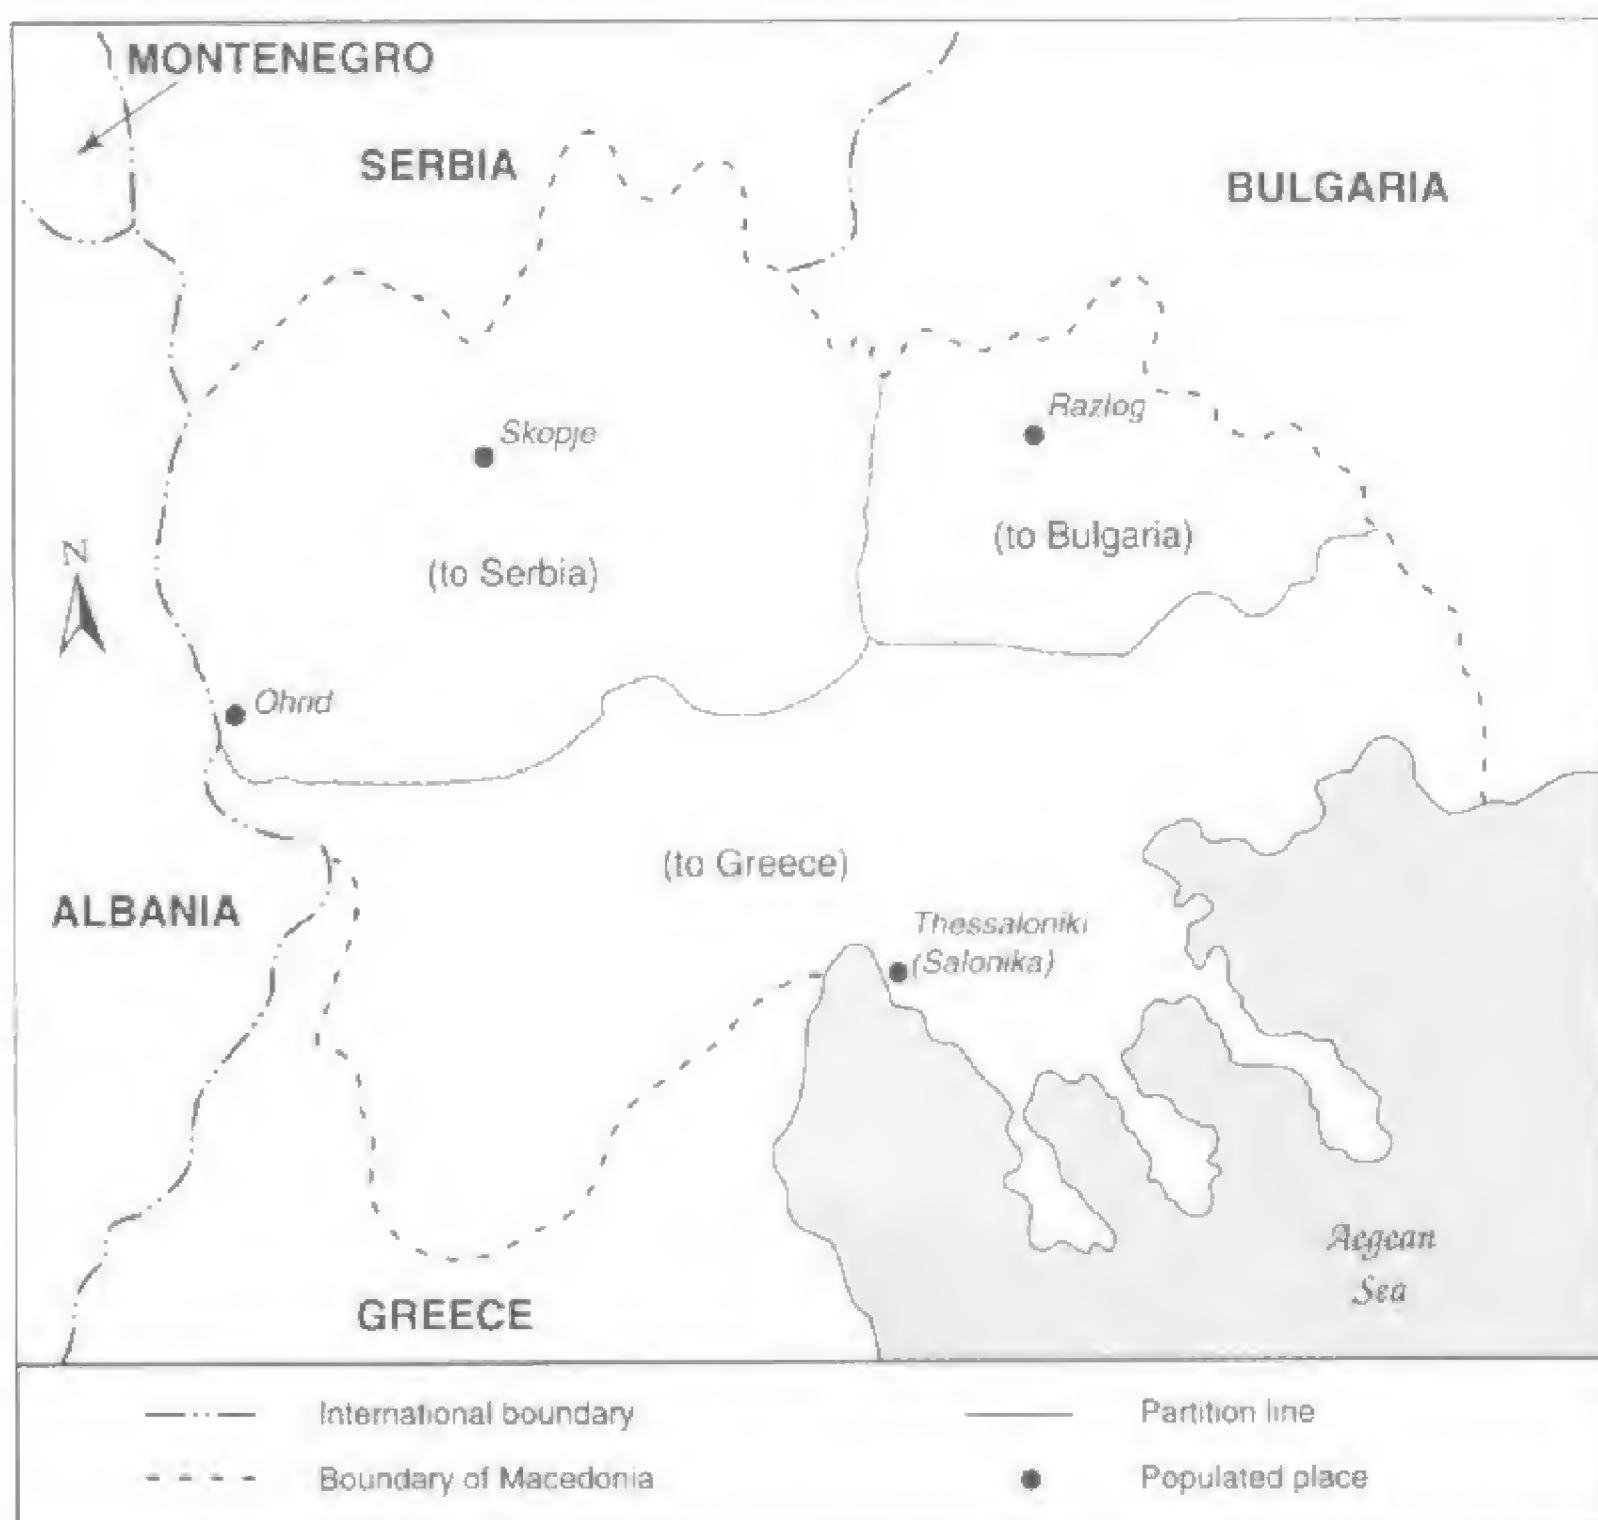 MONTENEGRO
SERBIA
BULGARIA
Razlog
Skopje
(to Bulgaria)
N
(to Serbia)
Ohrid
(to Greece)
ALBANIA
Thessaloniki
(Salonika)
Aegean
Sea
GREECE
International boundary
Partition line
Boundary of Macedonia
Populated place